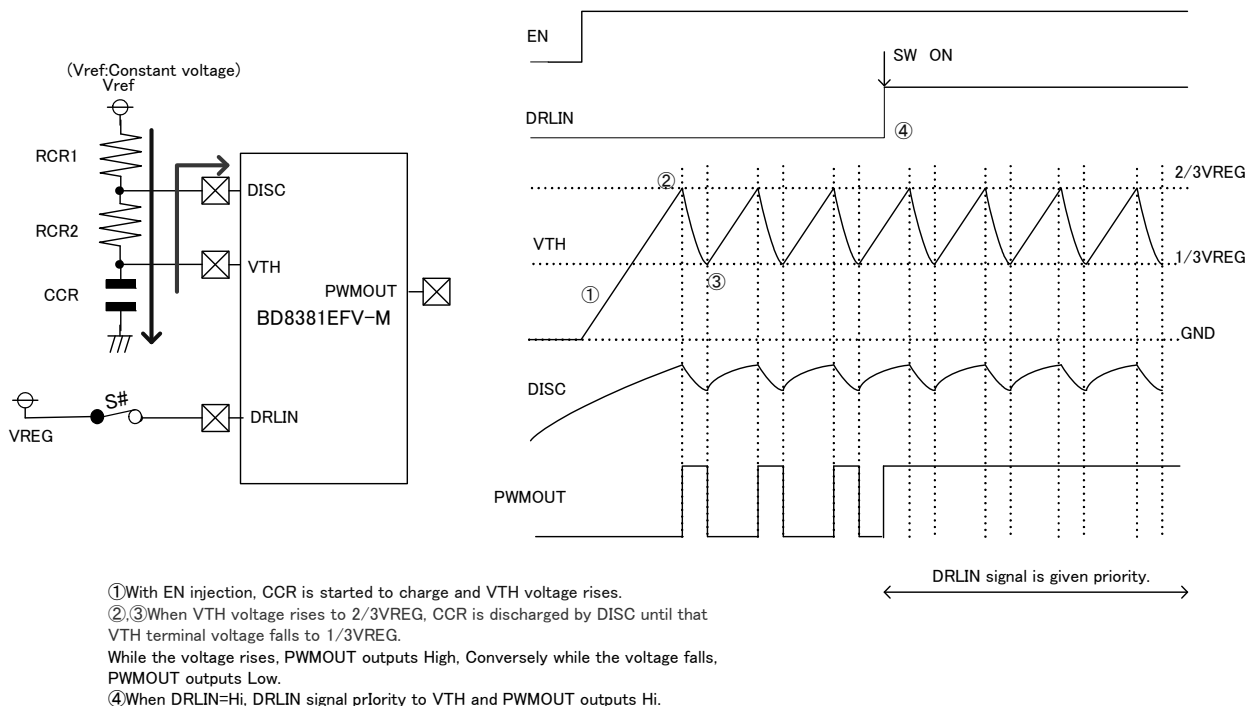 (Vref:Constant voltage)
Vref
RCR1
DISC
RCR2
VTH
CCR
PWMOUT
BD8381EFV-M
S#
DRLIN
VREG
EN
SW ON
DRLIN
④
②
2/3VREG
VTH
1/3VREG
①
③
GND
DISC
PWMOUT
DRLIN signal is given priority.
①With EN injection, CCR is started to charge and VTH voltage rises.
②,③When VTH voltage rises to 2/3VREG, CCR is discharged by DISC until that
VTH terminal voltage falls to 1/3VREG.
While the voltage rises, PWMOUT outputs High, Conversely while the voltage falls,
PWMOUT outputs Low.
④When DRLIN=Hi, DRLIN signal prIority to VTH and PWMOUT outputs Hi.